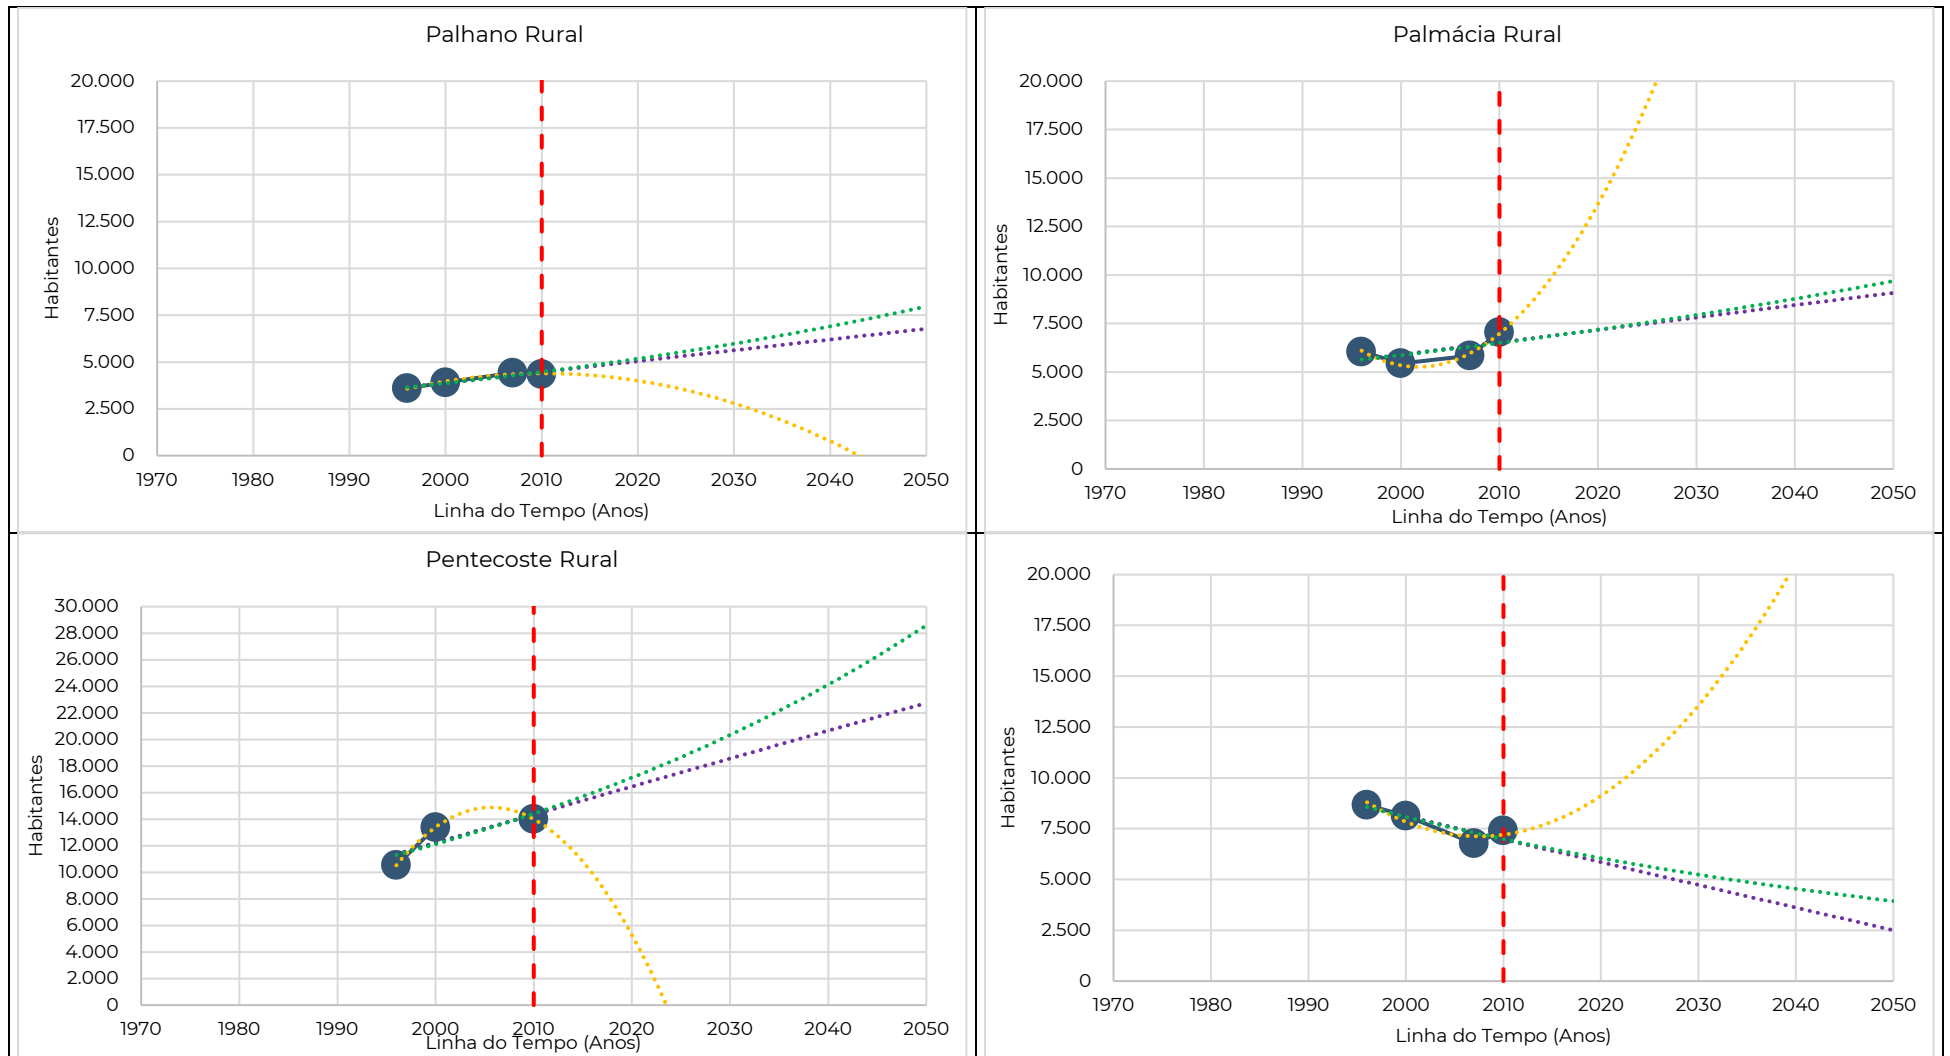 Palhano Rural
20.000
17.500
15.000
12.500
10.000
7.500
5.000
2.500
0
Habitantes
1970 1980 1990 2000 2010 2020 2030 2040 2050
Linha do Tempo (Anos)
Palmácia Rural
20.000
17.500
15.000
12.500
10.000
7.500
5.000
2.500
0
Habitantes
1970 1980 1990 2000 2010 2020 2030 2040 2050
Linha do Tempo (Anos)
Pentecoste Rural
30.000
28.000
26.000
24.000
22.000
20.000
18.000
16.000
14.000
12.000
10.000
8.000
6.000
4.000
2.000
0
Habitantes
1970 1980 1990 2000 2010 2020 2030 2040 2050
Linha do Tempo (Anos)
20.000
17.500
15.000
12.500
10.000
7.500
5.000
2.500
0
Habitantes
1970 1980 1990 2000 2010 2020 2030 2040 2050
Linha do Tempo (Anos)